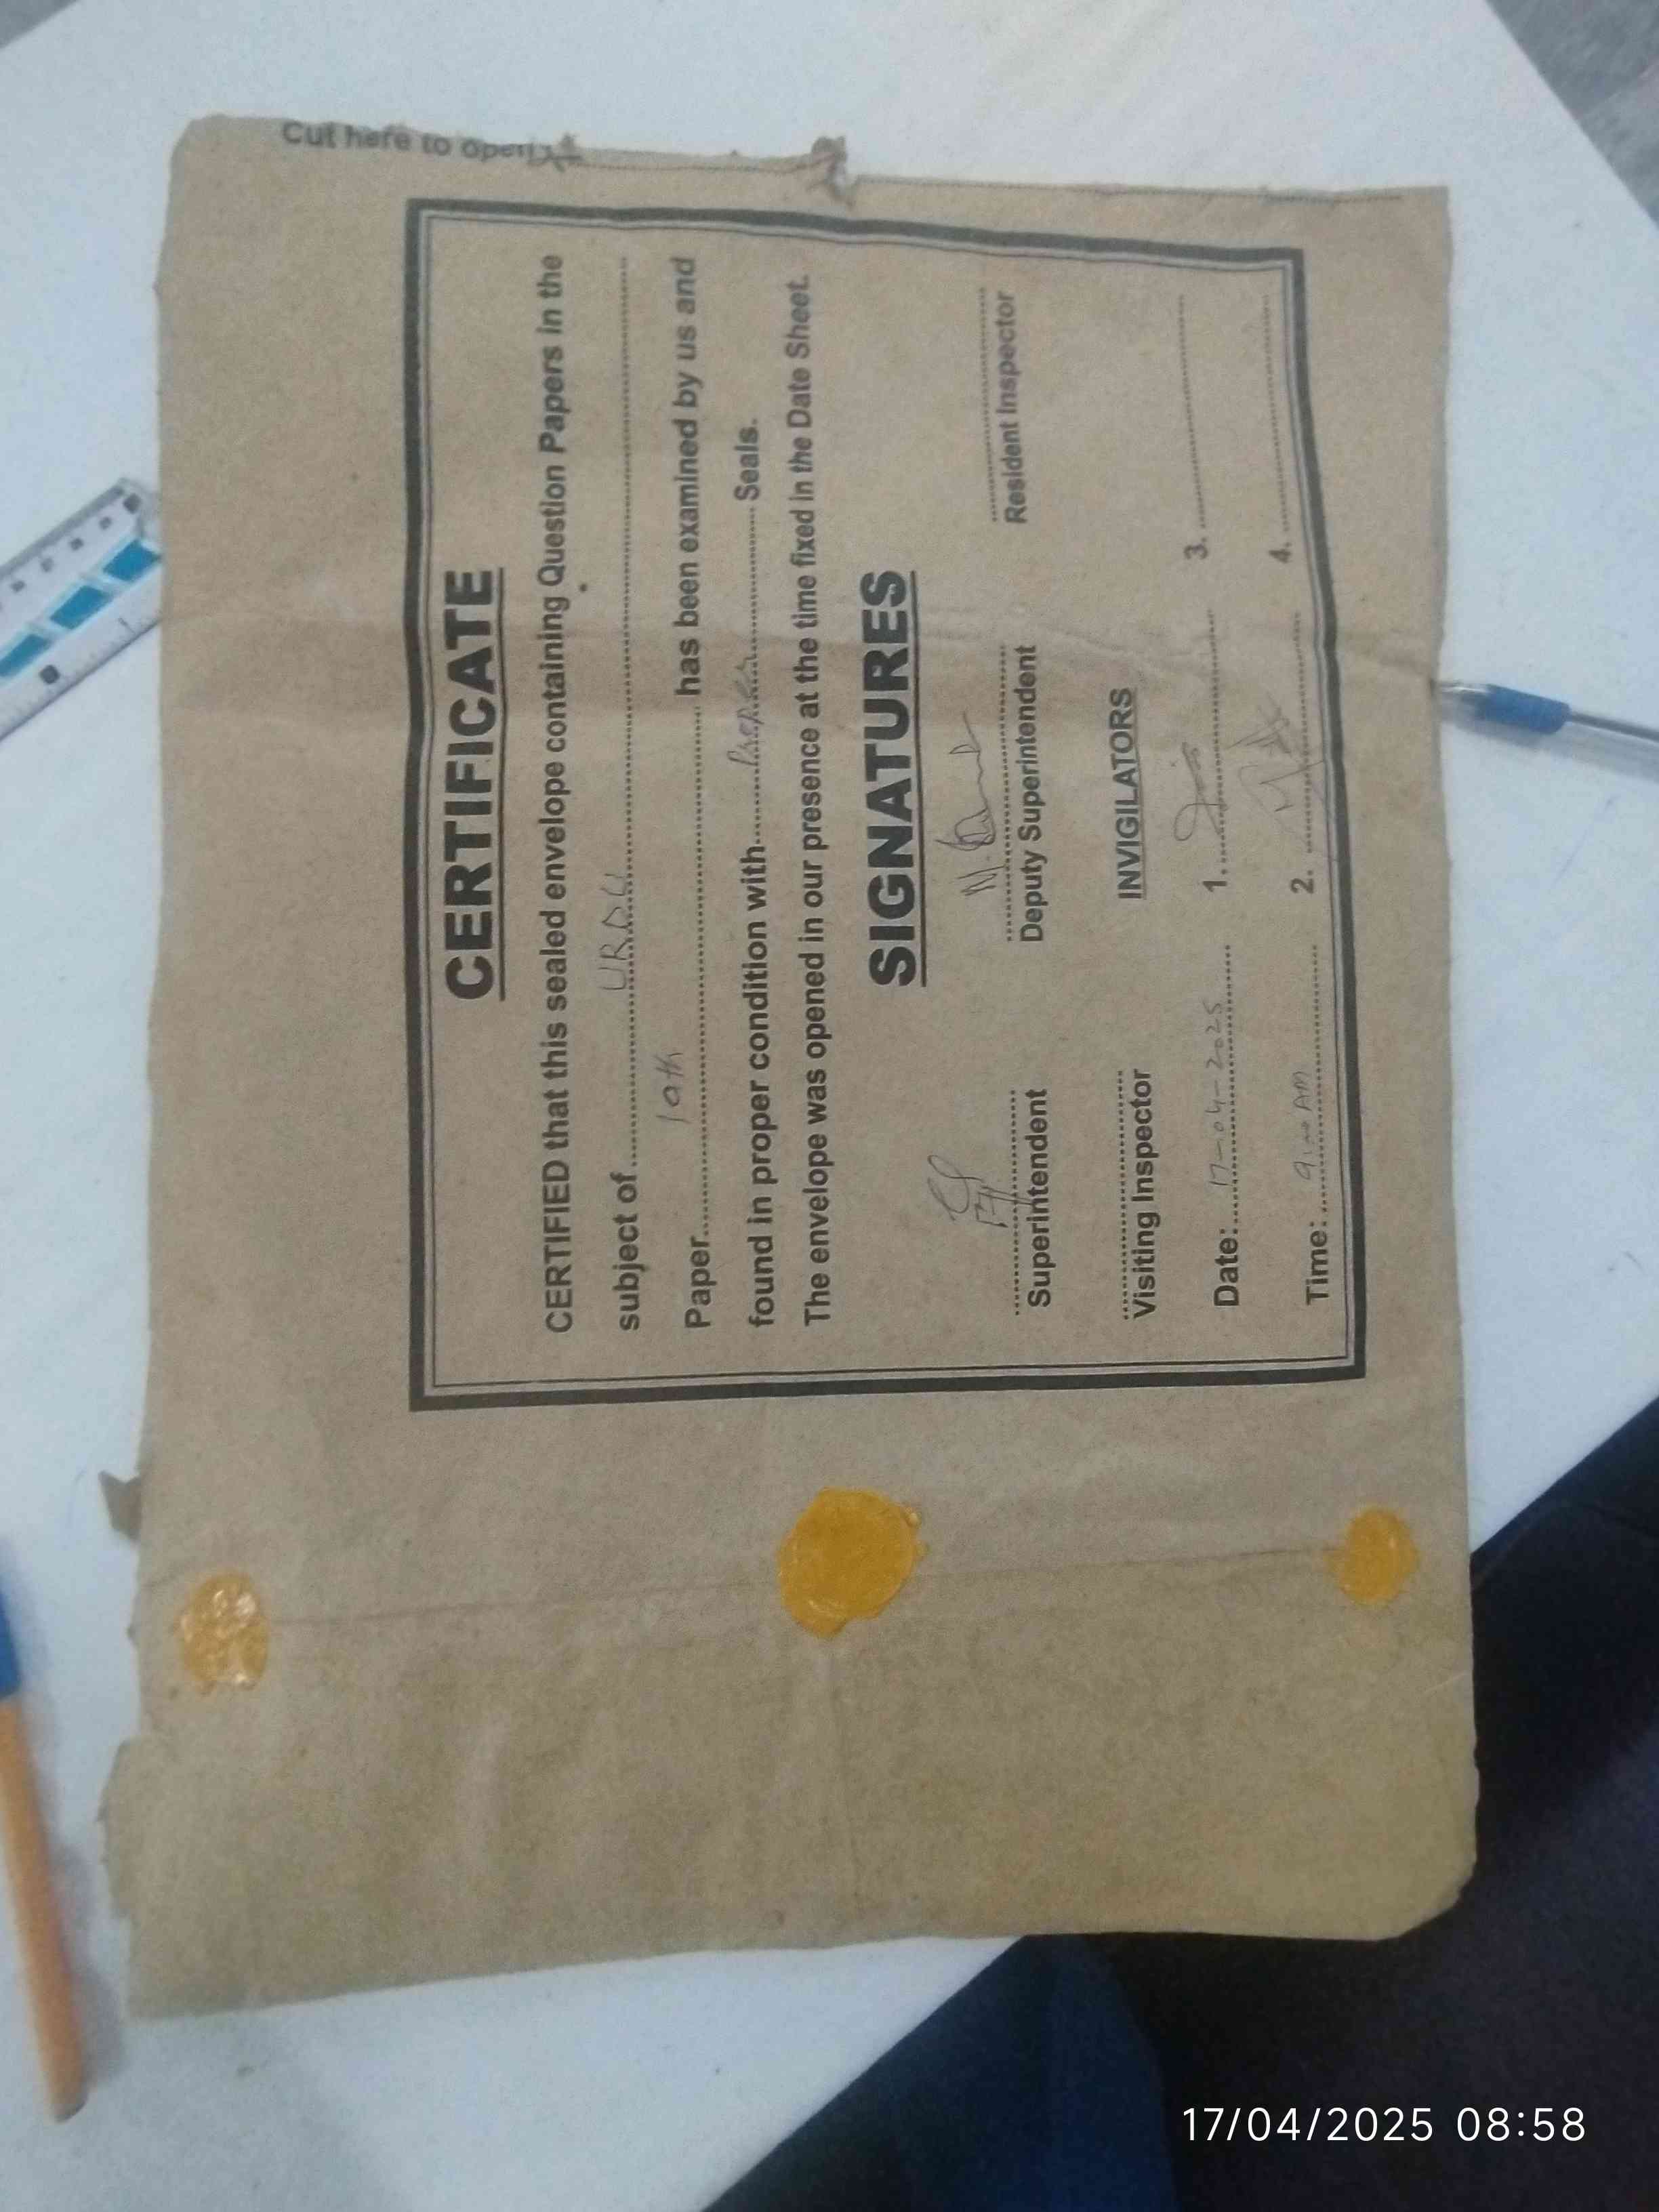 Cut here to open
CERTIFICATE
CERTIFIED that this sealed envelope containing Question Papers in the
subject of URDU
Paper 10th has been examined by us and
found in proper condition with Proper Seals.
The envelope was opened in our presence at the time fixed in the Date Sheet.
SIGNATURES
Superintendent Deputy Superintendent Resident Inspector
Visiting Inspector INVIGILATORS
Date: 17-04-2025 1. 3.
Time: 9:00 AM 2. 4.
17/04/2025 08:58